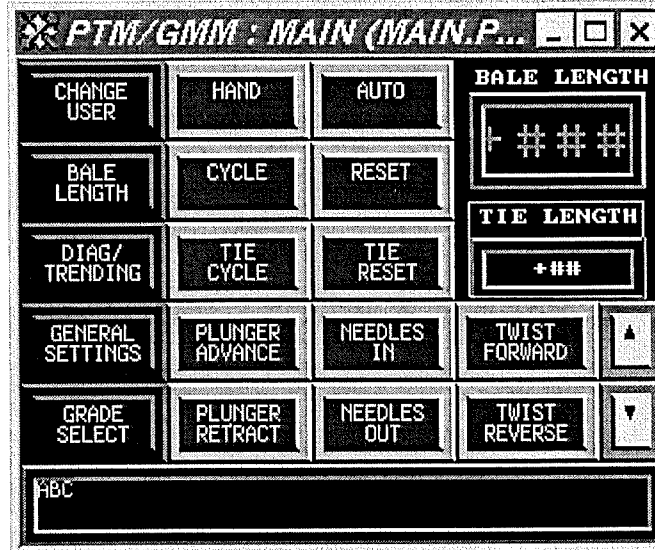 PTM/GMM : MAIN (MAIN.P...
CHANGE
USER
HAND
AUTO
BALE LENGTH
+###
BALE
LENGTH
CYCLE
RESET
TIE LENGTH
+##
DIAG/
TRENDING
TIE
CYCLE
TIE
RESET
GENERAL
SETTINGS
PLUNGER
ADVANCE
NEEDLES
IN
TWIST
FORWARD
▲
GRADE
SELECT
PLUNGER
RETRACT
NEEDLES
OUT
TWIST
REVERSE
▼
ABC